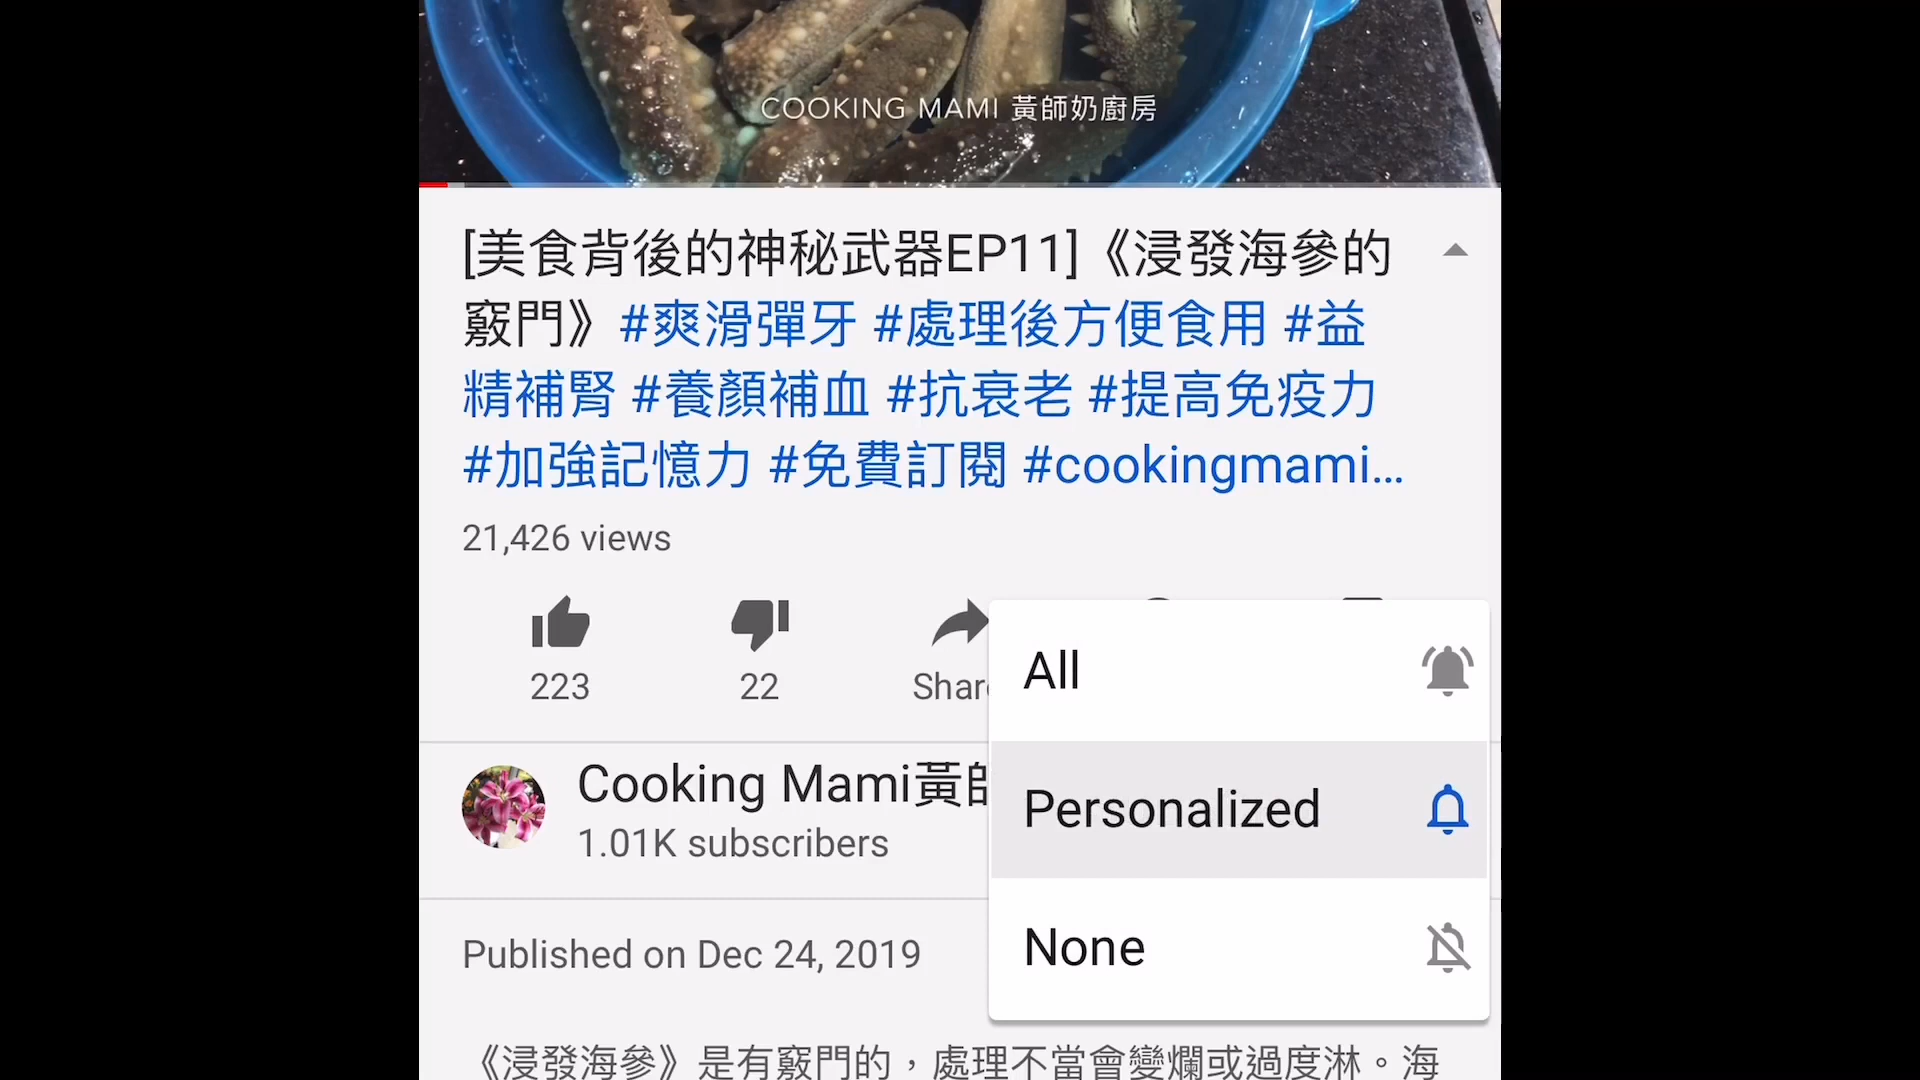 COOKING MAMI 黃師奶廚房
[美食背後的神秘武器EP11]《浸發海參的
竅門》#爽滑彈牙 #處理後方便食用 #益
精補腎 #養顏補血 #抗衰老 #提高免疫力
#加強記憶力 #免費訂閱 #cookingmami...
21,426 views
223 22 Share
All
Cooking Mami黃師
1.01K subscribers
Personalized
None
Published on Dec 24, 2019
《浸發海參》是有竅門的，處理不當會變爛或過度淋。海